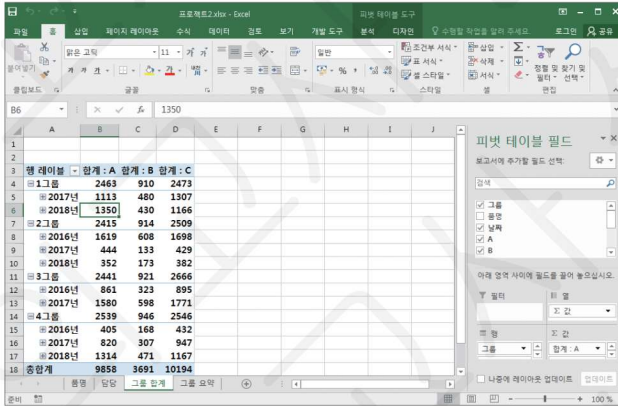 프로젝트2.xlsx - Excel
피벗 테이블 도구
파일 홈 삽입 페이지 레이아웃 수식 데이터 검토 보기 개발 도구 분석 디자인 수행할 작업을 알려 주세요. 로그인 공유
맑은 고딕 11 가 가 일반 조건부 서식 삽입
붙여넣기 가 가 가 표 서식 삭제 정렬 및 찾기 및
셀 스타일 서식 필터 선택
클립보드 글꼴 맞춤 표시 형식 스타일 셀 편집
B6 fx 1350
A B C D E F G H I J
1
2
3 행 레이블 합계 : A 합계 : B 합계 : C
4 1그룹 2463 910 2473
5 2017년 1113 480 1307
6 2018년 1350 430 1166
7 2그룹 2415 914 2509
8 2016년 1619 608 1698
9 2017년 444 133 429
10 2018년 352 173 382
11 3그룹 2441 921 2666
12 2016년 861 323 895
13 2017년 1580 598 1771
14 4그룹 2539 946 2546
15 2016년 405 168 432
16 2017년 820 307 947
17 2018년 1314 471 1167
18 총합계 9858 3691 10194
피벗 테이블 필드
보고서에 추가할 필드 선택:
검색
그룹
품명
날짜
A
B
아래 영역 사이에 필드를 끌어 놓으십시오.
필터 열
Σ 값
행 Σ 값
그룹 합계 : A
나중에 레이아웃 업데이트 업데이트
품명 담당 그룹 합계 그룹 요약
준비 100 %